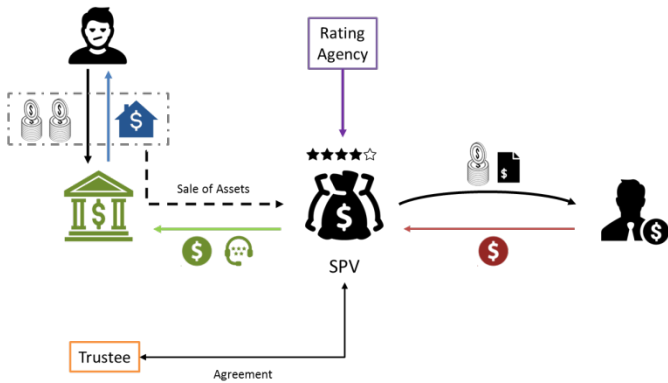 Rating
Agency
Sale of Assets
SPV
Trustee
Agreement